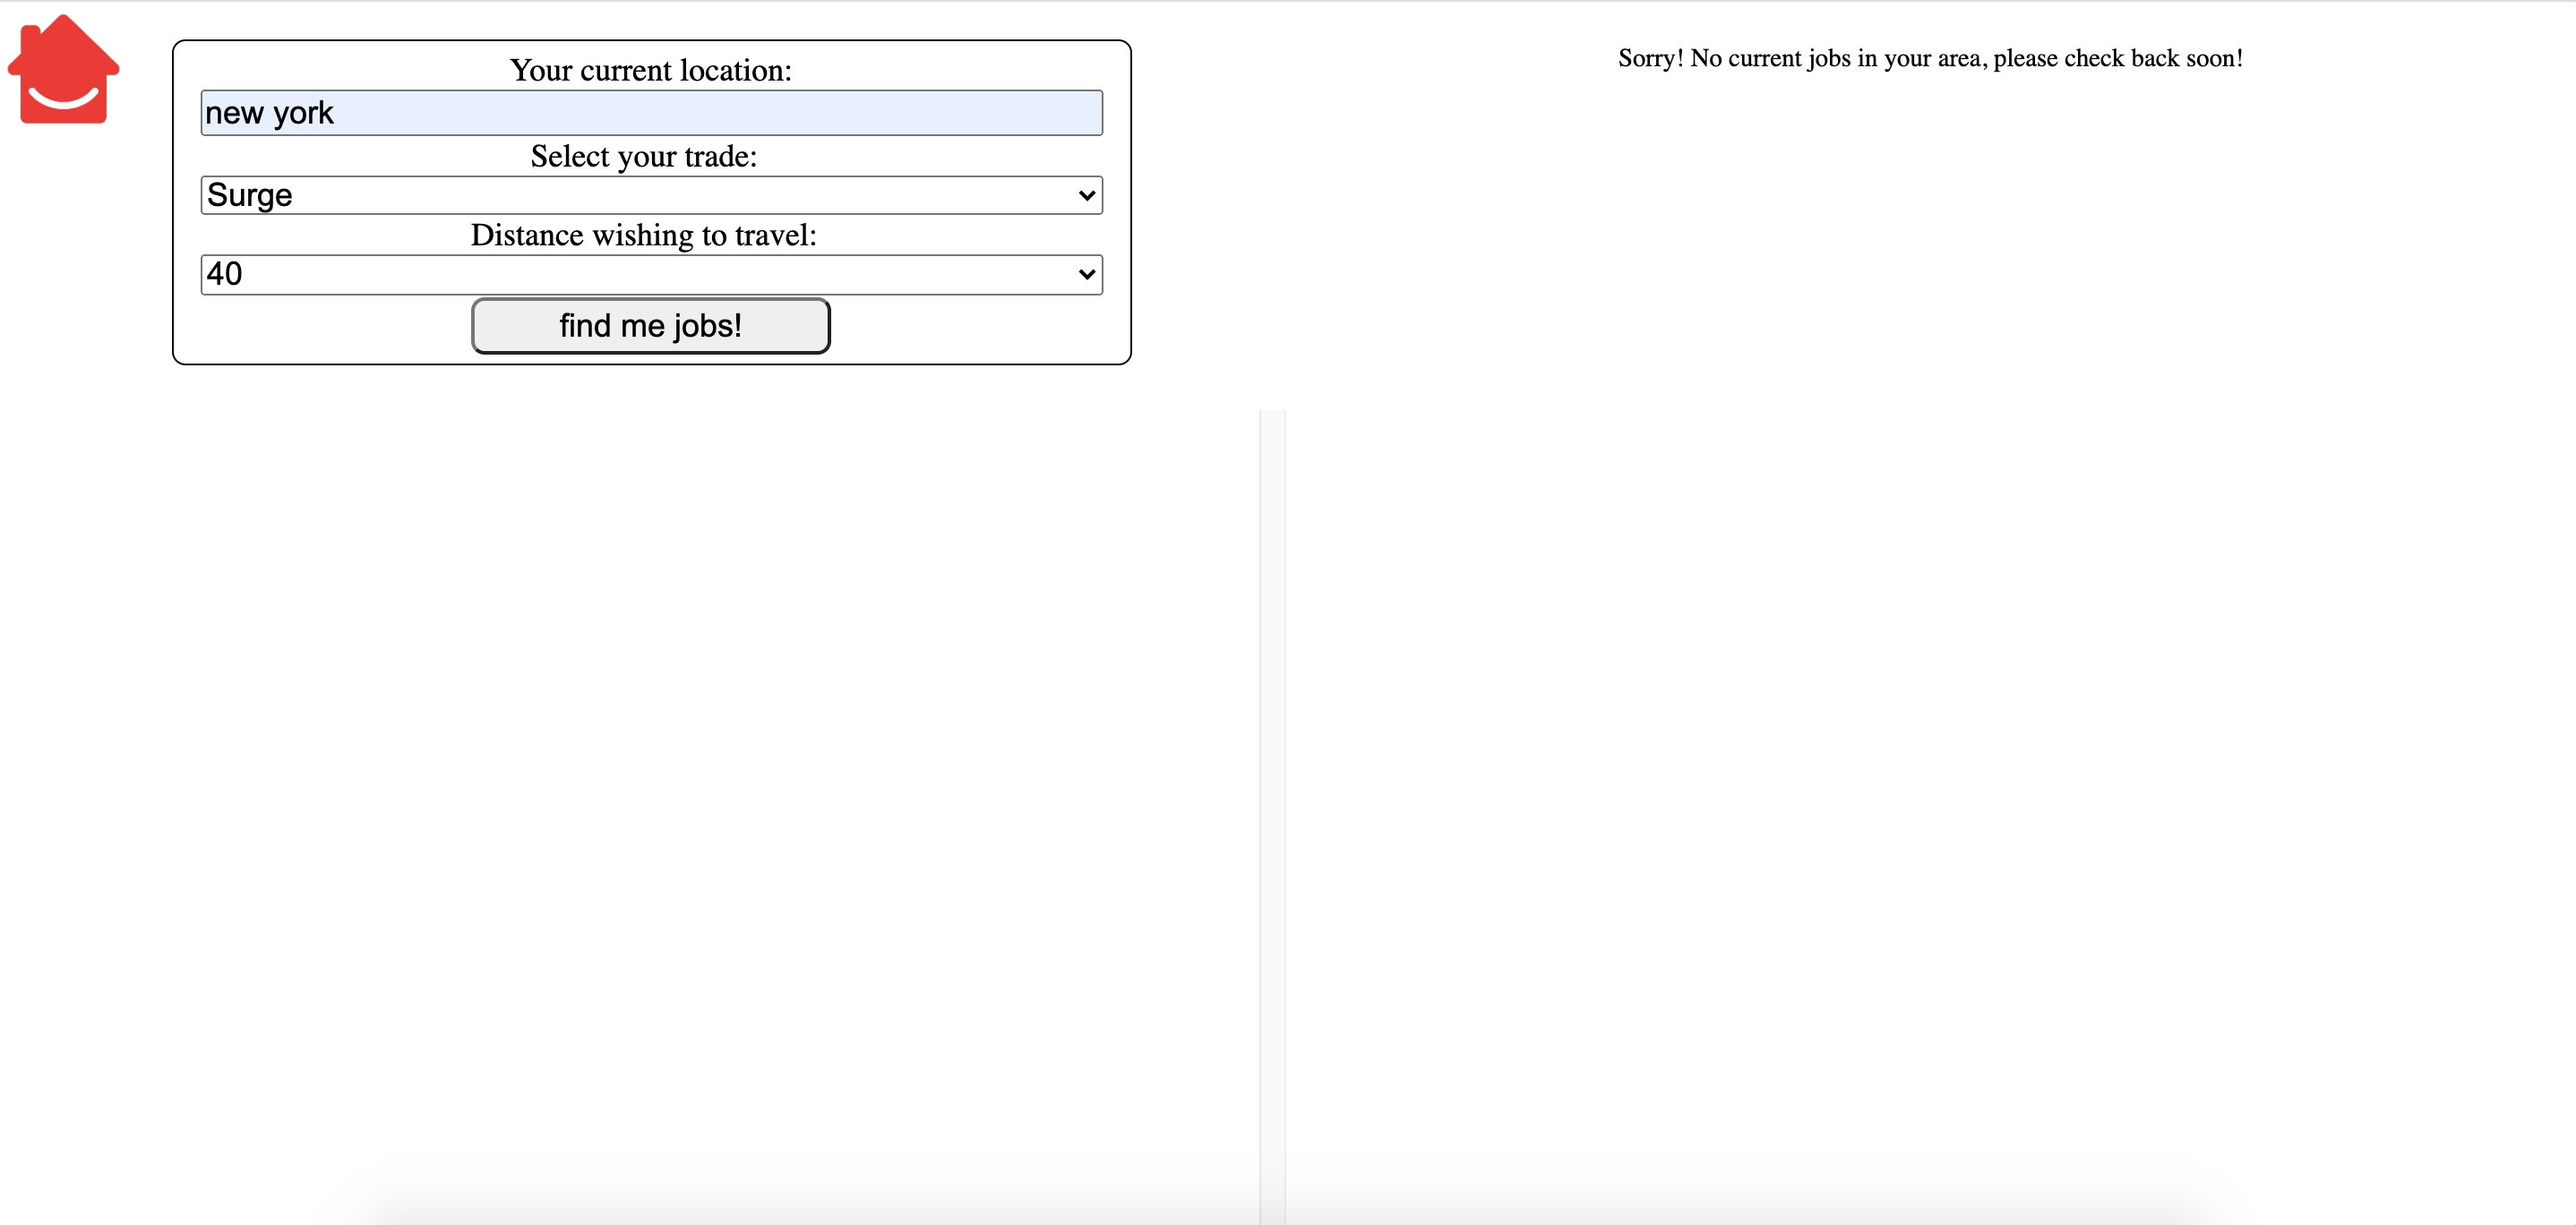 Your current location:
new york
Select your trade:
Surge
Distance wishing to travel:
40
find me jobs!
Sorry! No current jobs in your area, please check back soon!